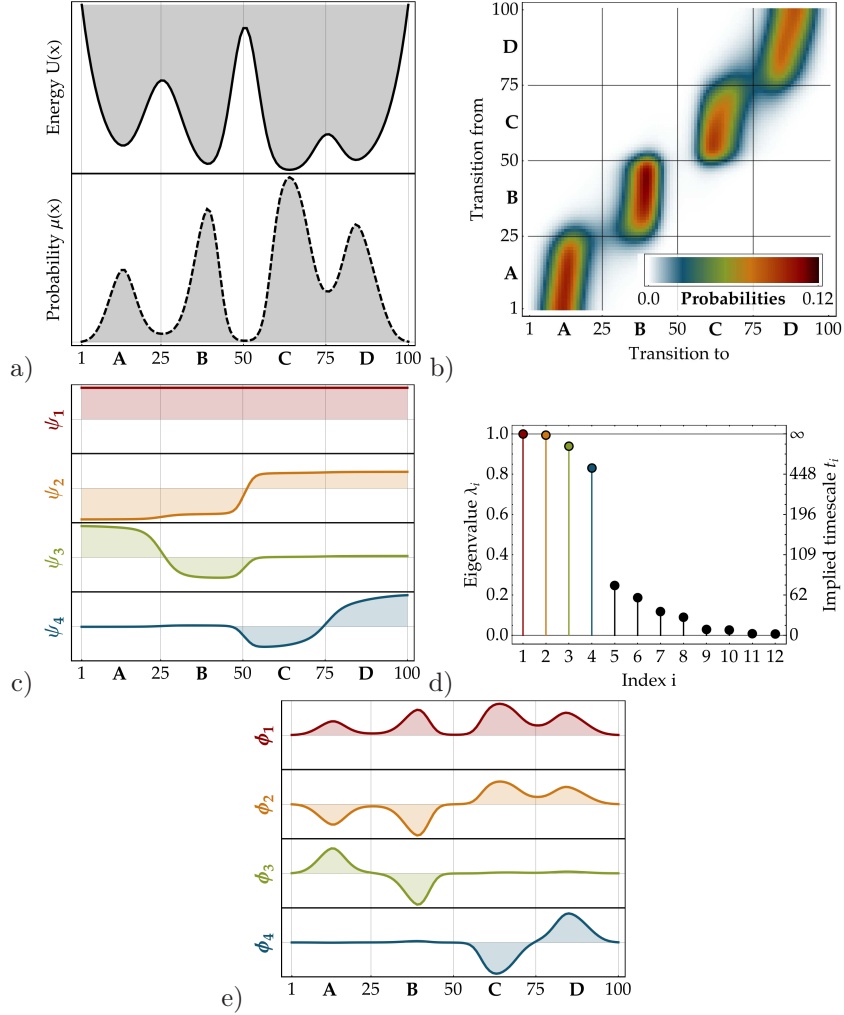 Energy U(x)
Probability μ(x)
1 A 25 B 50 C 75 D 100
a)
Transition from
100
D
75
C
50
B
25
A
1
0.0 Probabilities 0.12
1 A 25 B 50 C 75 D 100
Transition to
b)
ψ1
ψ2
ψ3
ψ4
1 A 25 B 50 C 75 D 100
c)
Eigenvalue λi
1.0
0.8
0.6
0.4
0.2
0.0
∞
448
196
109
62
0
Implied timescale ti
1 2 3 4 5 6 7 8 9 10 11 12
Index i
d)
ϕ1
ϕ2
ϕ3
ϕ4
1 A 25 B 50 C 75 D 100
e)